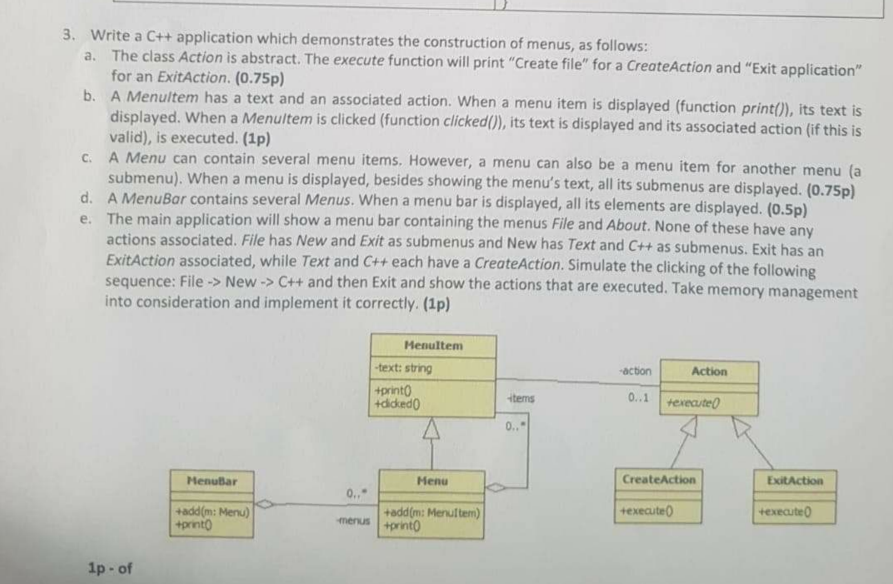 3. Write a C++ application which demonstrates the construction of menus, as follows:
a. The class Action is abstract. The execute function will print "Create file" for a CreateAction and "Exit application"
for an ExitAction. (0.75p)
b. A MenuItem has a text and an associated action. When a menu item is displayed (function print()), its text is
displayed. When a MenuItem is clicked (function clicked()), its text is displayed and its associated action (if this is
valid), is executed. (1p)
c. A Menu can contain several menu items. However, a menu can also be a menu item for another menu (a
submenu). When a menu is displayed, besides showing the menu's text, all its submenus are displayed. (0.75p)
d. A MenuBar contains several Menus. When a menu bar is displayed, all its elements are displayed. (0.5p)
e. The main application will show a menu bar containing the menus File and About. None of these have any
actions associated. File has New and Exit as submenus and New has Text and C++ as submenus. Exit has an
ExitAction associated, while Text and C++ each have a CreateAction. Simulate the clicking of the following
sequence: File -> New -> C++ and then Exit and show the actions that are executed. Take memory management
into consideration and implement it correctly. (1p)
MenuItem
-text: string
+print()
+clicked()
-items
0..*
-action
0..1
Action
+execute()
MenuBar
+add(m: Menu)
+print()
0..*
-menus
Menu
+add(m: MenuItem)
+print()
CreateAction
+execute()
ExitAction
+execute()
1p - of